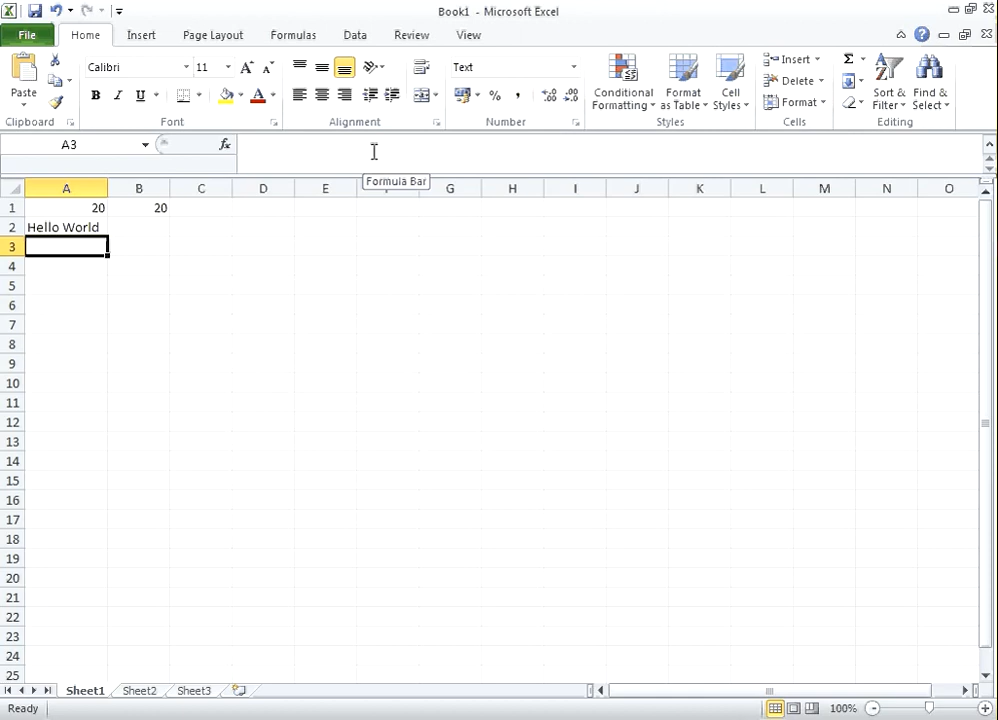 Book1 - Microsoft Excel
File Home Insert Page Layout Formulas Data Review View
Paste
Calibri 11
B I U
Text
% ,
Conditional Formatting
Format as Table
Cell Styles
Insert
Delete
Format
Σ
Sort & Filter
Find & Select
Clipboard Font Alignment Number Styles Cells Editing
A3 fx
Formula Bar
A B C D E F G H I J K L M N O
1 20 20
2 Hello World
3
4
5
6
7
8
9
10
11
12
13
14
15
16
17
18
19
20
21
22
23
24
25
Sheet1 Sheet2 Sheet3
Ready 100%